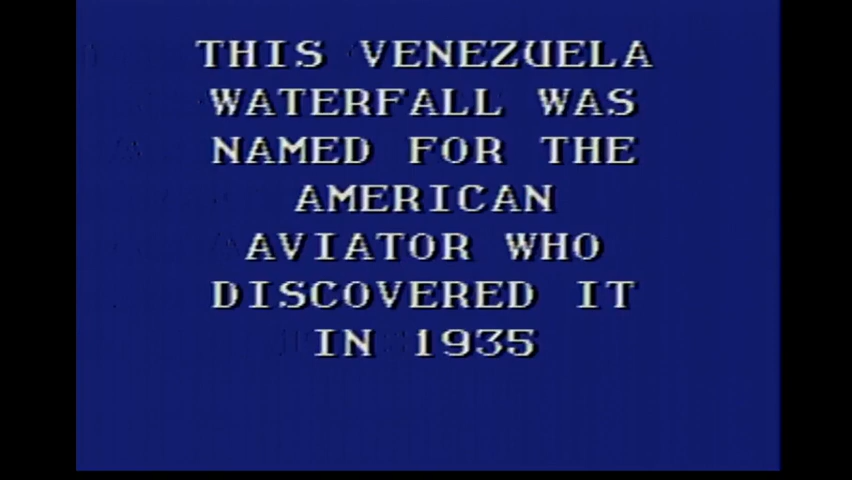 THIS VENEZUELA
WATERFALL WAS
NAMED FOR THE
AMERICAN
AVIATOR WHO
DISCOVERED IT
IN 1935